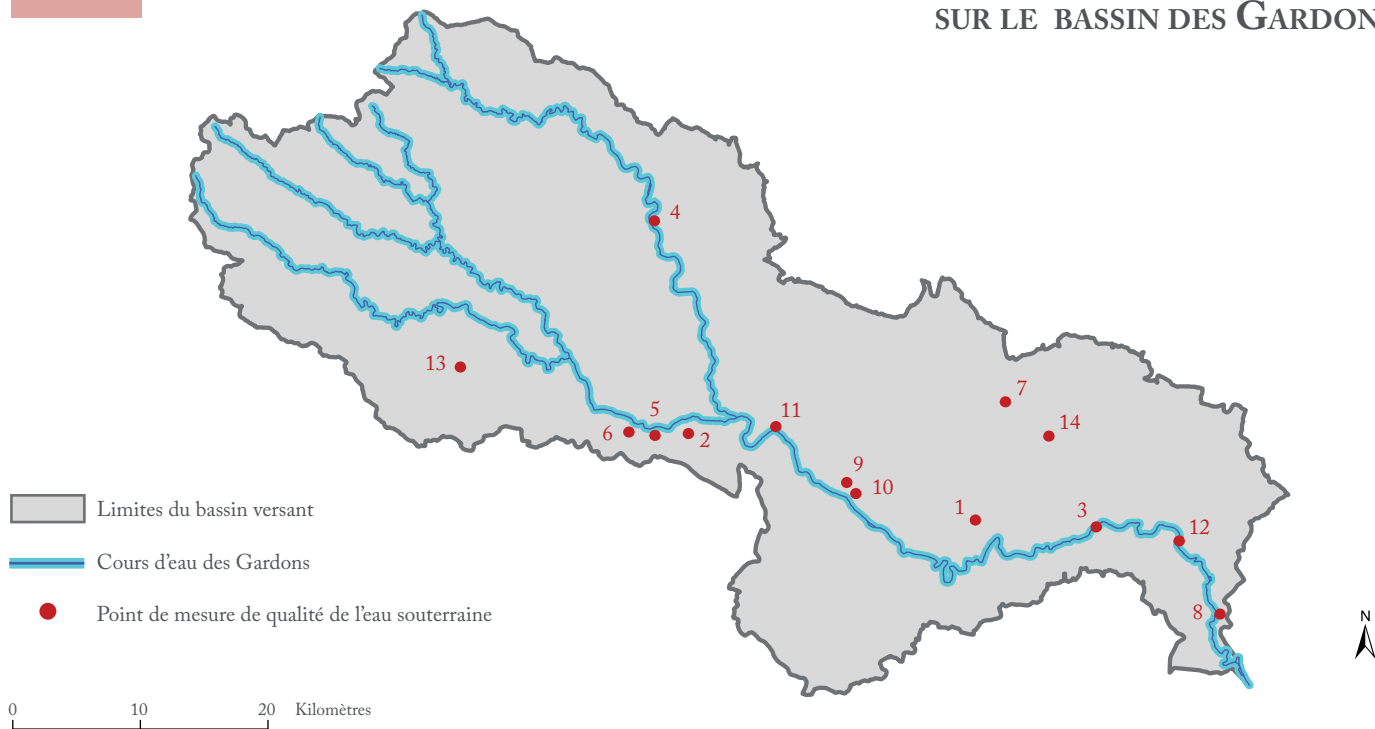 SUR LE BASSIN DES GARDON
4
13
5
6
2
11
9
10
7
14
1
3
12
8
Limites du bassin versant
Cours d'eau des Gardons
Point de mesure de qualité de l'eau souterraine
N
0 10 20 Kilomètres